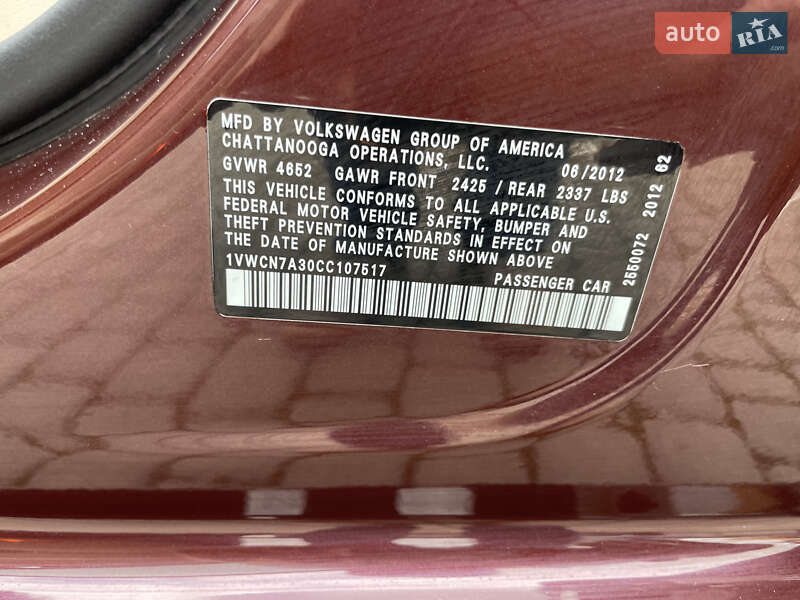 auto RIA
MFD BY VOLKSWAGEN GROUP OF AMERICA
CHATTANOOGA OPERATIONS, LLC. 06/2012
GVWR 4652 GAWR FRONT 2425 / REAR 2337 LBS
THIS VEHICLE CONFORMS TO ALL APPLICABLE U.S.
FEDERAL MOTOR VEHICLE SAFETY, BUMPER AND
THEFT PREVENTION STANDARDS IN EFFECT ON
THE DATE OF MANUFACTURE SHOWN ABOVE
1VWCN7A30CC107517 PASSENGER CAR
2550072 2012 62